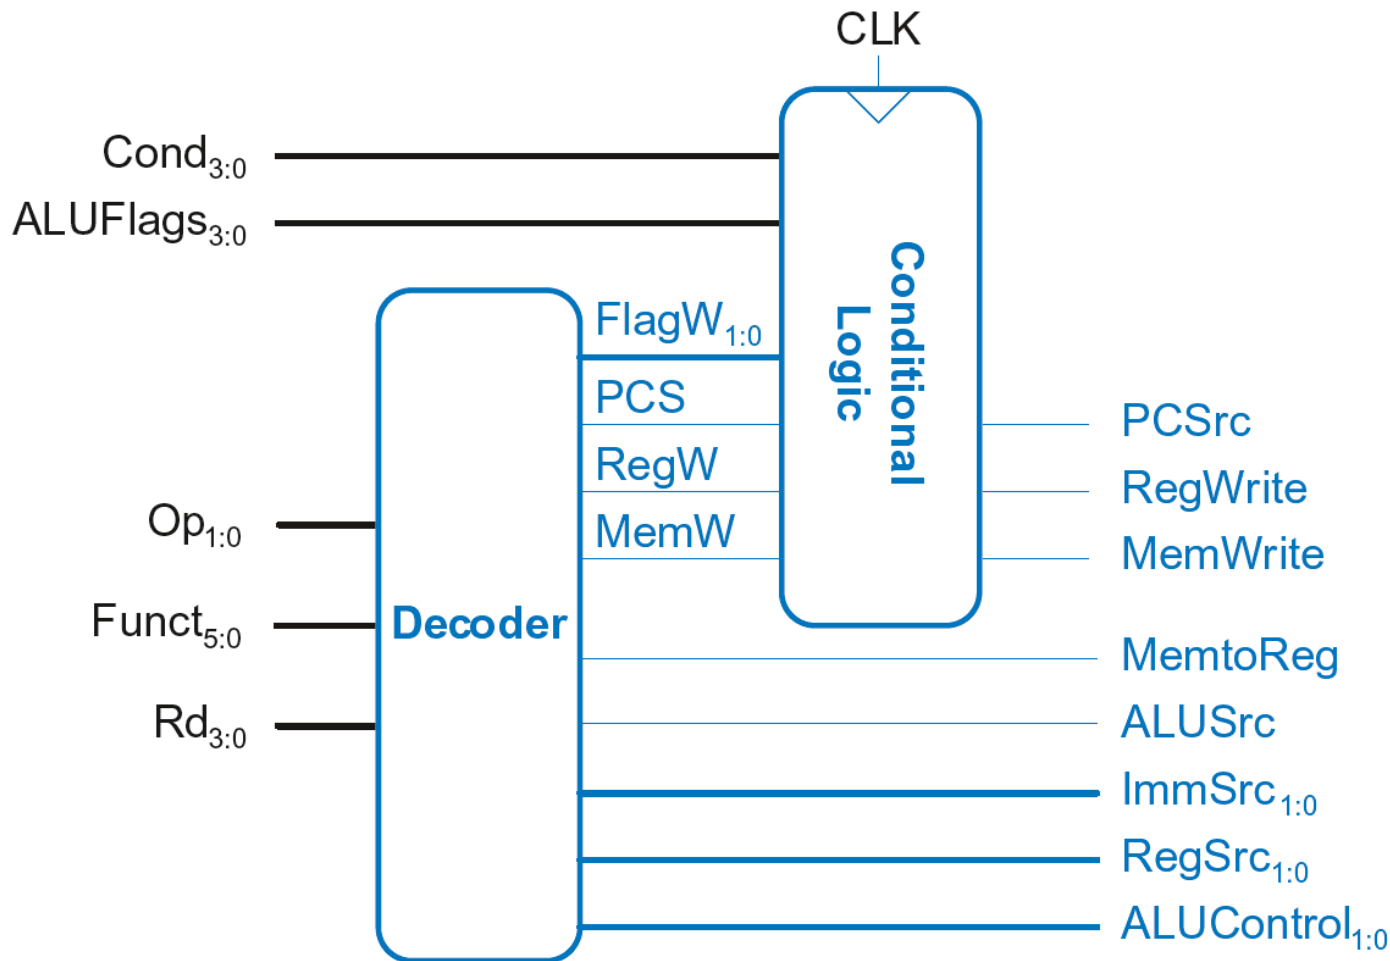 CLK
Cond3:0
ALUFlags3:0
Conditional
Logic
FlagW1:0
PCS
RegW
MemW
PCSrc
RegWrite
MemWrite
Op1:0
Funct5:0
Rd3:0
Decoder
MemtoReg
ALUSrc
ImmSrc1:0
RegSrc1:0
ALUControl1:0